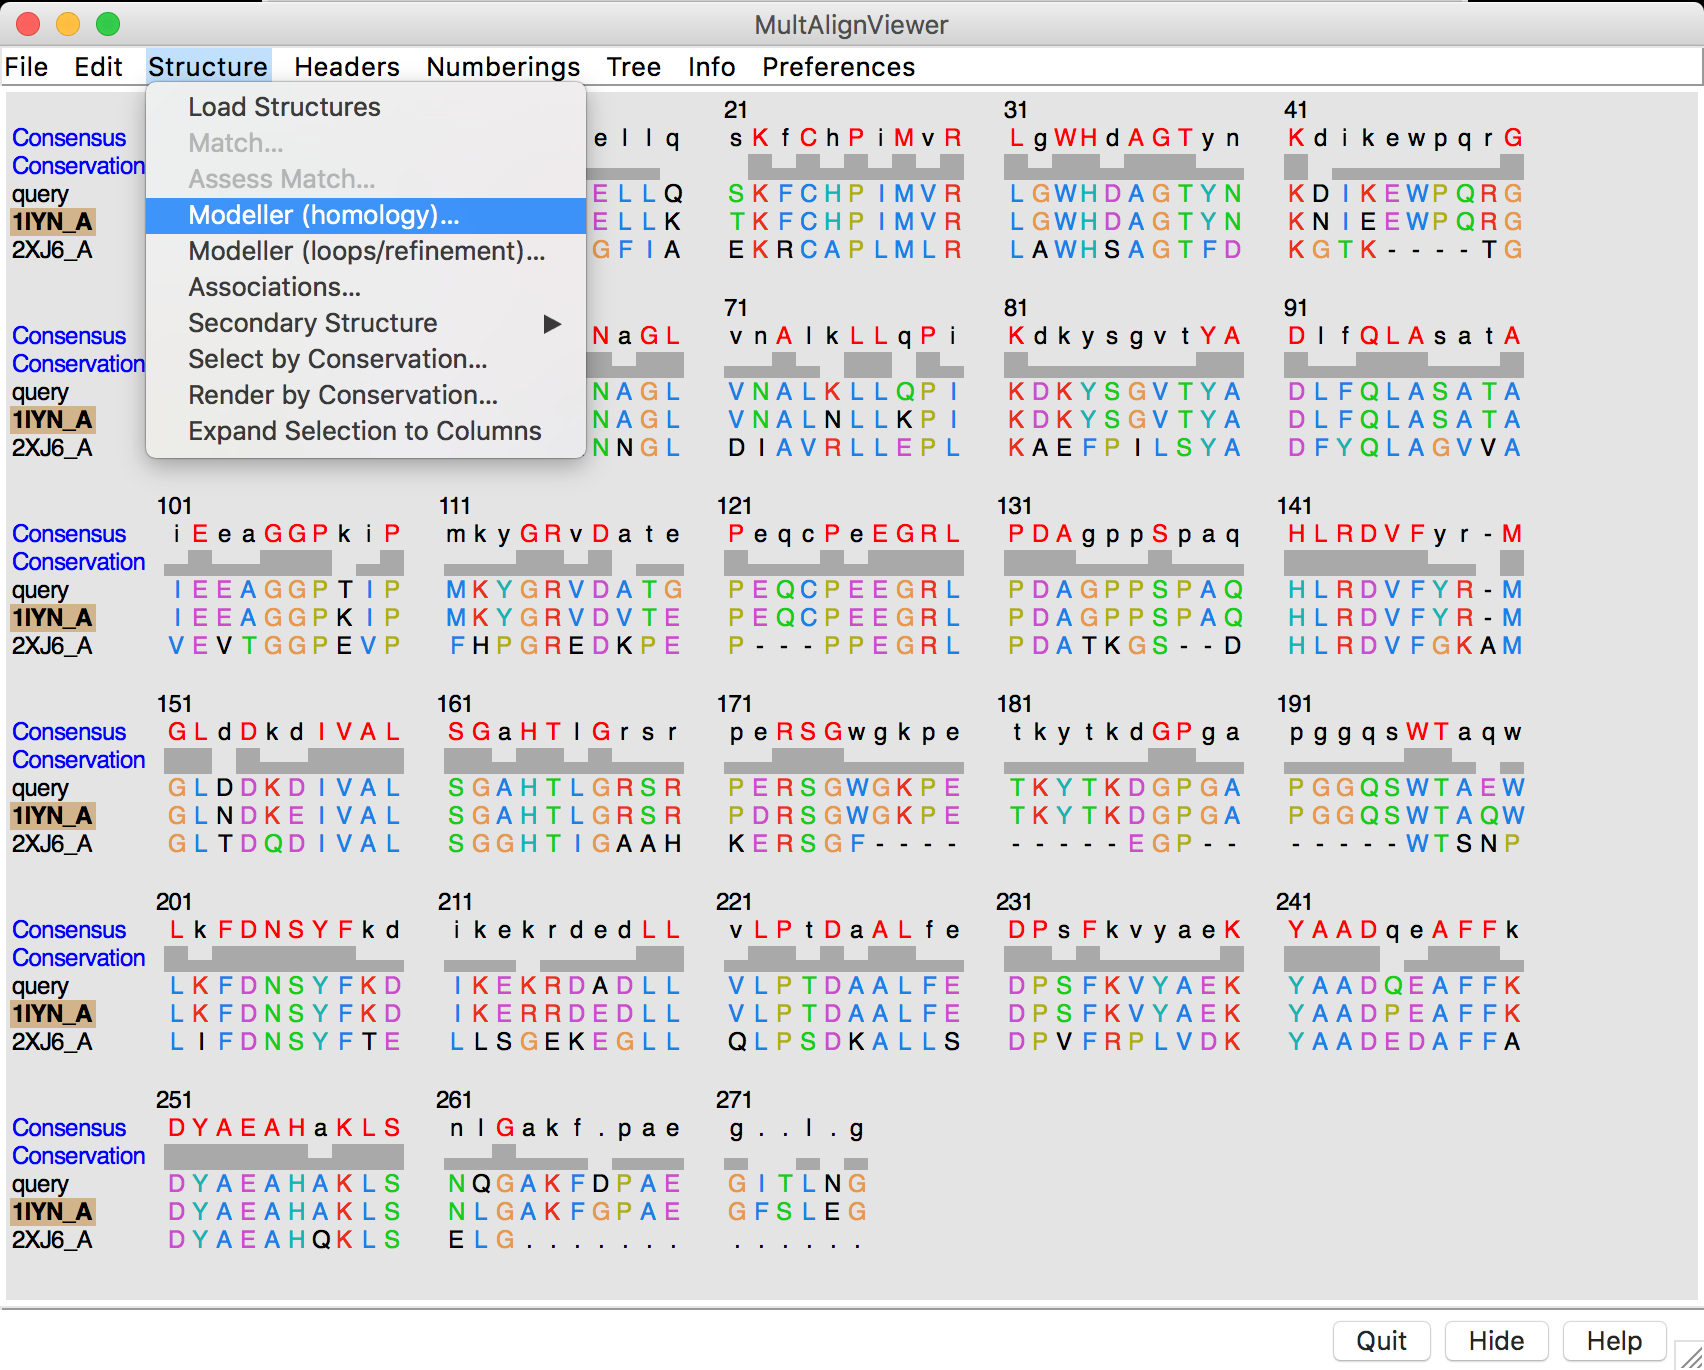 MultAlignViewer
File Edit Structure Headers Numberings Tree Info Preferences
Load Structures
Match...
Assess Match...
Modeller (homology)...
Modeller (loops/refinement)...
Associations...
Secondary Structure ▶
Select by Conservation...
Render by Conservation...
Expand Selection to Columns
21 31 41
Consensus e l l q s K f C h P i M v R L g W H d A G T y n K d i k e w p q r G
Conservation
query E L L Q S K F C H P I M V R L G W H D A G T Y N K D I K E W P Q R G
1IYN_A E L L K T K F C H P I M V R L G W H D A G T Y N K N I E E W P Q R G
2XJ6_A G F I A E K R C A P L M L R L A W H S A G T F D K G T K - - - - T G
71 81 91
Consensus N a G L v n A l k L L q P i K d k y s g v t Y A D l f Q L A s a t A
Conservation
query N A G L V N A L K L L Q P I K D K Y S G V T Y A D L F Q L A S A T A
1IYN_A N A G L V N A L N L L K P I K D K Y S G V T Y A D L F Q L A S A T A
2XJ6_A N N G L D I A V R L L E P L K A E F P I L S Y A D F Y Q L A G V V A
101 111 121 131 141
Consensus i E e a G G P k i P m k y G R v D a t e P e q c P e E G R L P D A g p p S p a q H L R D V F y r - M
Conservation
query I E E A G G P T I P M K Y G R V D A T G P E Q C P E E G R L P D A G P P S P A Q H L R D V F Y R - M
1IYN_A I E E A G G P K I P M K Y G R V D V T E P E Q C P E E G R L P D A G P P S P A Q H L R D V F Y R - M
2XJ6_A V E V T G G P E V P F H P G R E D K P E P - - - P P E G R L P D A T K G S - - D H L R D V F G K A M
151 161 171 181 191
Consensus G L d D k d I V A L S G a H T l G r s r p e R S G w g k p e t k y t k d G P g a p g g q s W T a q w
Conservation
query G L D D K D I V A L S G A H T L G R S R P E R S G W G K P E T K Y T K D G P G A P G G Q S W T A E W
1IYN_A G L N D K E I V A L S G A H T L G R S R P D R S G W G K P E T K Y T K D G P G A P G G Q S W T A Q W
2XJ6_A G L T D Q D I V A L S G G H T I G A A H K E R S G F - - - - - - - - - E G P - - - - - - - W T S N P
201 211 221 231 241
Consensus L k F D N S Y F k d i k e k r d e d L L v L P t D a A L f e D P s F k v y a e K Y A A D q e A F F k
Conservation
query L K F D N S Y F K D I K E K R D A D L L V L P T D A A L F E D P S F K V Y A E K Y A A D Q E A F F K
1IYN_A L K F D N S Y F K D I K E R R D E D L L V L P T D A A L F E D P S F K V Y A E K Y A A D P E A F F K
2XJ6_A L I F D N S Y F T E L L S G E K E G L L Q L P S D K A L L S D P V F R P L V D K Y A A D E D A F F A
251 261 271
Consensus D Y A E A H a K L S n l G a k f . p a e g . . l . g
Conservation
query D Y A E A H A K L S N Q G A K F D P A E G I T L N G
1IYN_A D Y A E A H A K L S N L G A K F G P A E G F S L E G
2XJ6_A D Y A E A H Q K L S E L G . . . . . . . . . . . . .
Quit Hide Help